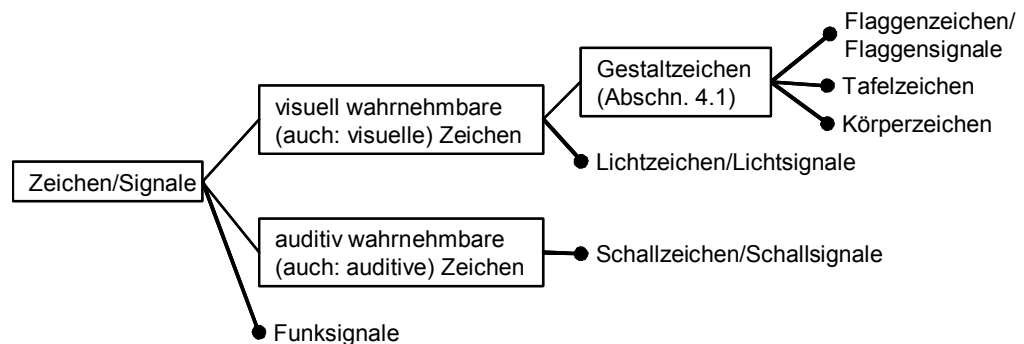 Flaggenzeichen/
Flaggensignale
Gestaltzeichen
(Abschn. 4.1)
Tafelzeichen
visuell wahrnehmbare
(auch: visuelle) Zeichen
Körperzeichen
Lichtzeichen/Lichtsignale
Zeichen/Signale
auditiv wahrnehmbare
(auch: auditive) Zeichen
Schallzeichen/Schallsignale
Funksignale